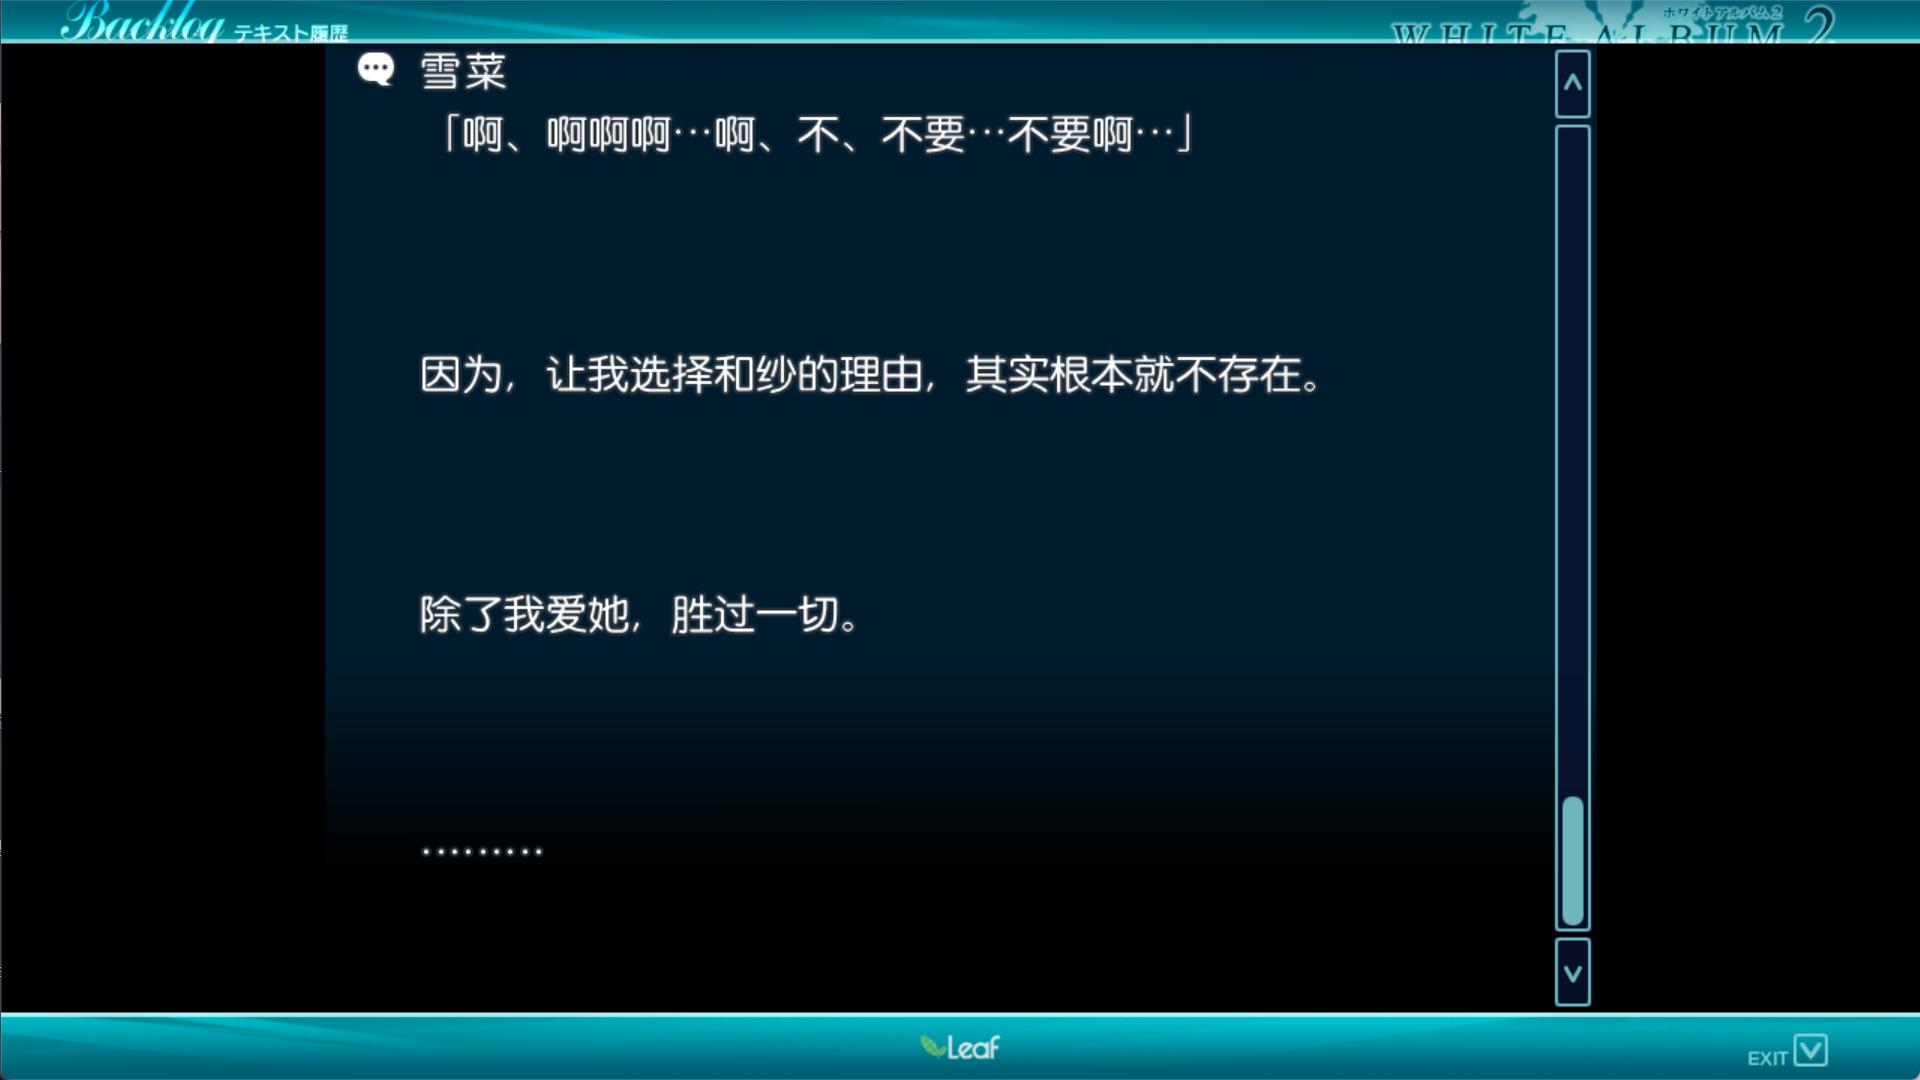 Backlog テキスト履歴
ホワイトアルバム2
WHITE ALBUM 2
雪菜
「啊、啊啊啊…啊、不、不要…不要啊…」
因为，让我选择和纱的理由，其实根本就不存在。
除了我爱她，胜过一切。
………
Leaf
EXIT